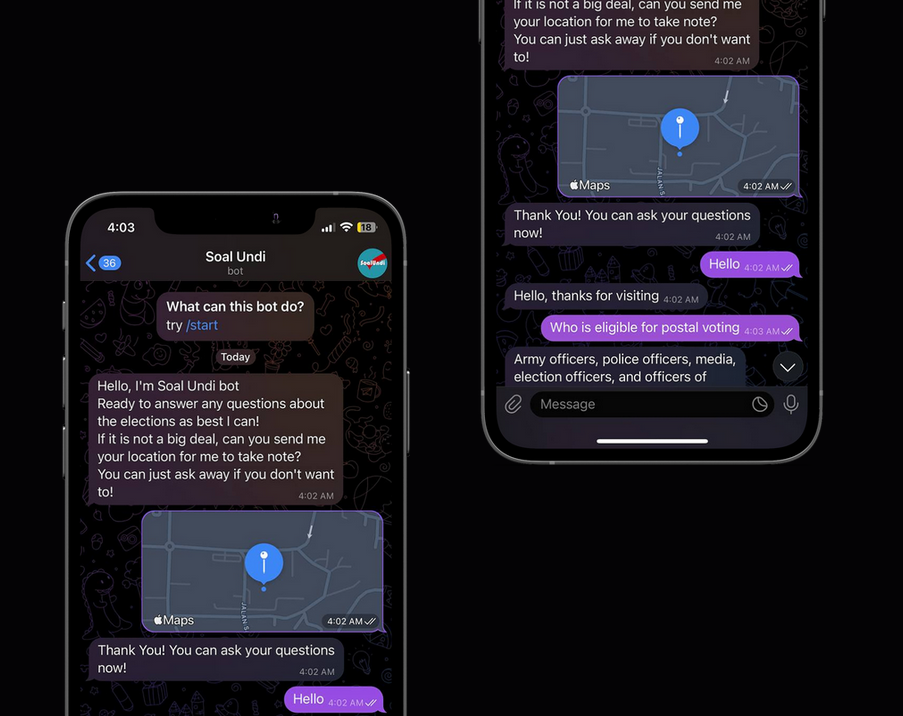 4:03
18
36
Soal Undi
bot
SoalUndi
What can this bot do?
try /start
Today
Hello, I'm Soal Undi bot
Ready to answer any questions about
the elections as best I can!
If it is not a big deal, can you send me
your location for me to take note?
You can just ask away if you don't want
to!
4:02 AM
JALAN S
Maps
4:02 AM
Thank You! You can ask your questions
now!
4:02 AM
Hello 4:02 AM
If it is not a big deal, can you send me
your location for me to take note?
You can just ask away if you don't want
to!
4:02 AM
JALAN S
Maps
4:02 AM
Thank You! You can ask your questions
now!
4:02 AM
Hello 4:02 AM
Hello, thanks for visiting 4:02 AM
Who is eligible for postal voting 4:03 AM
Army officers, police officers, media,
election officers, and officers of
Message